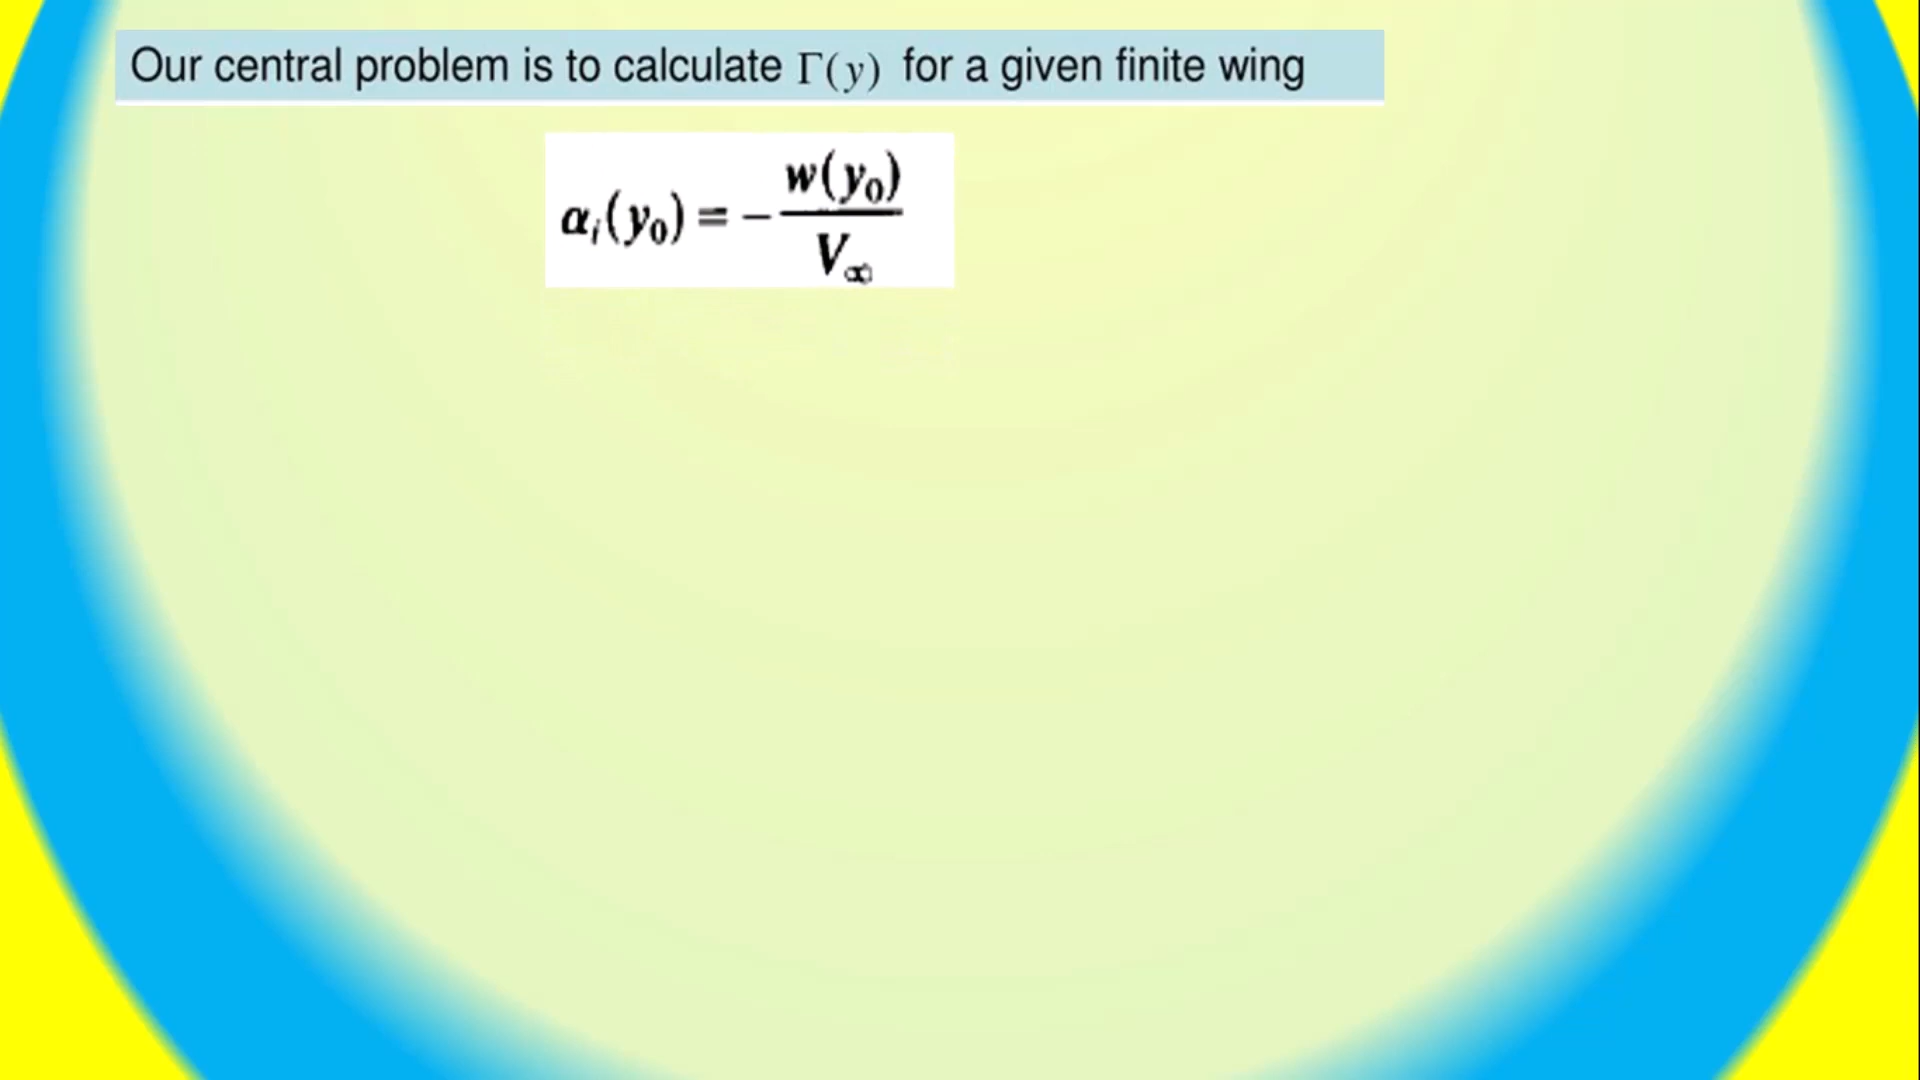 Our central problem is to calculate Γ(y) for a given finite wing
αᵢ(y₀) = − w(y₀) / V∞